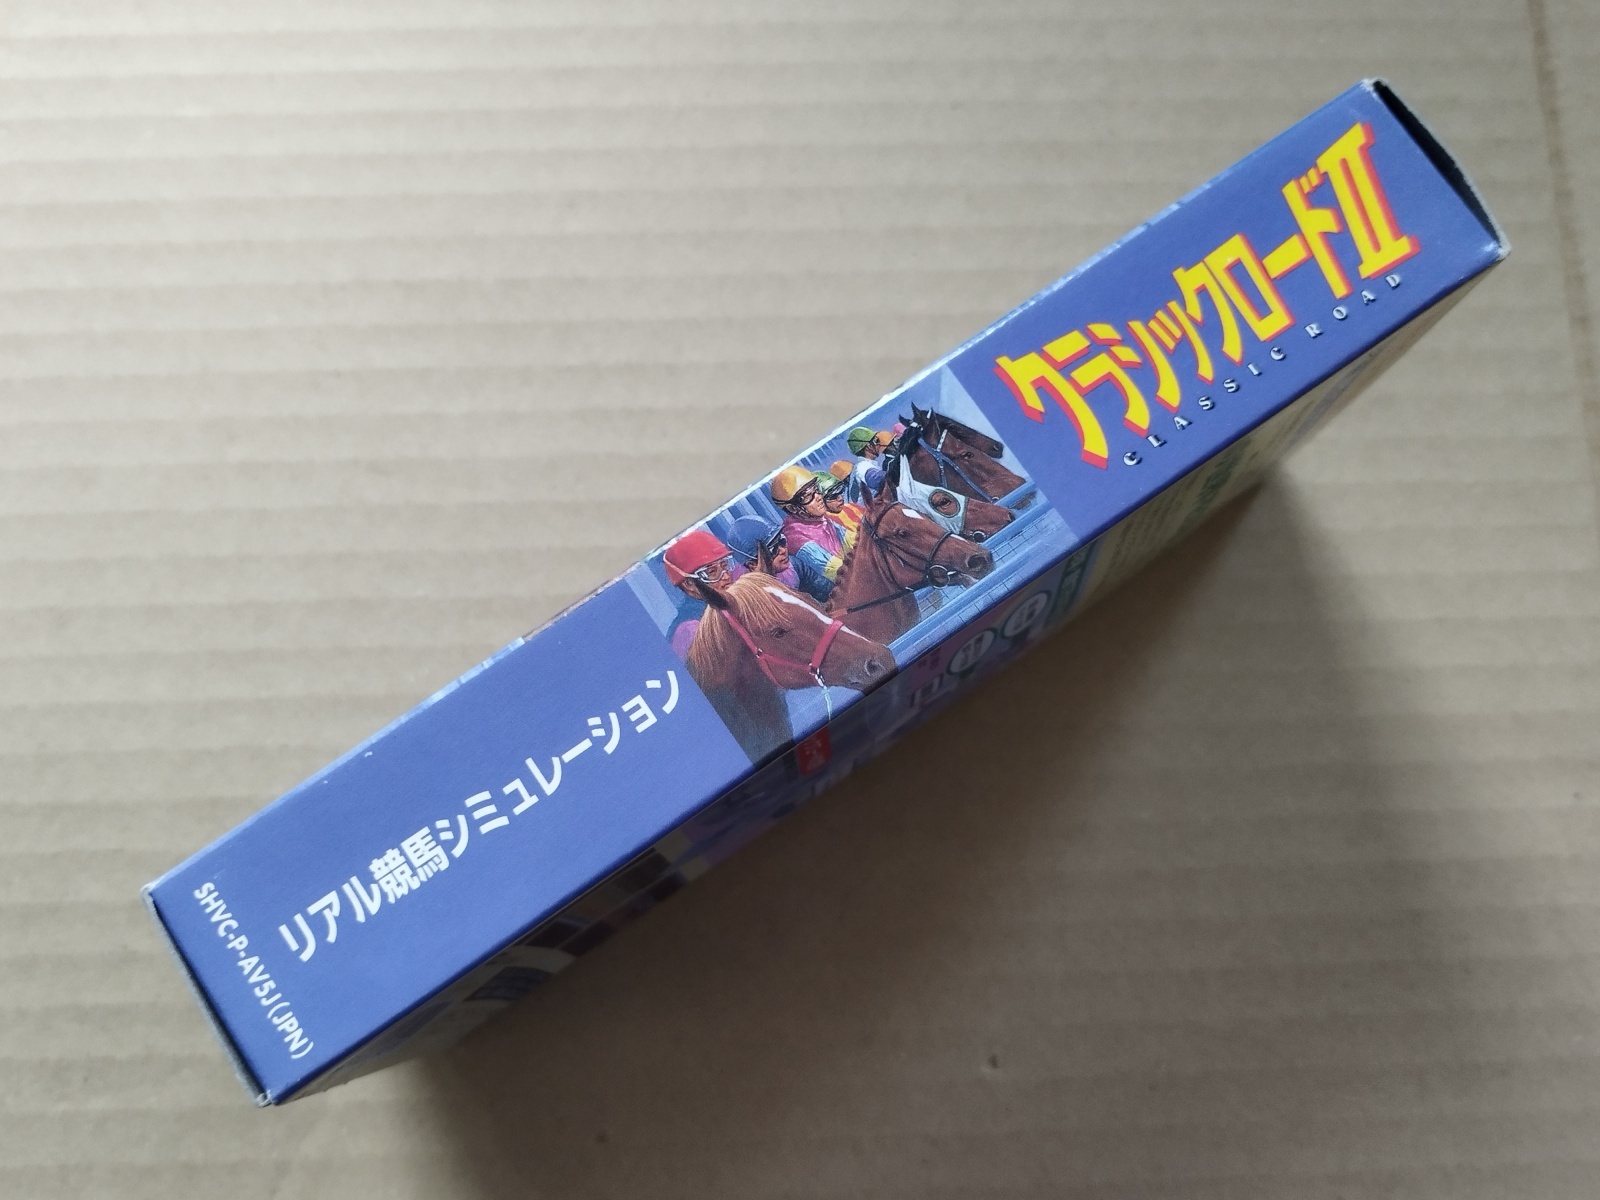 クラシックロードII
CLASSIC ROAD
リアル競馬シミュレーション
SHVC-P-AV5J(JPN)